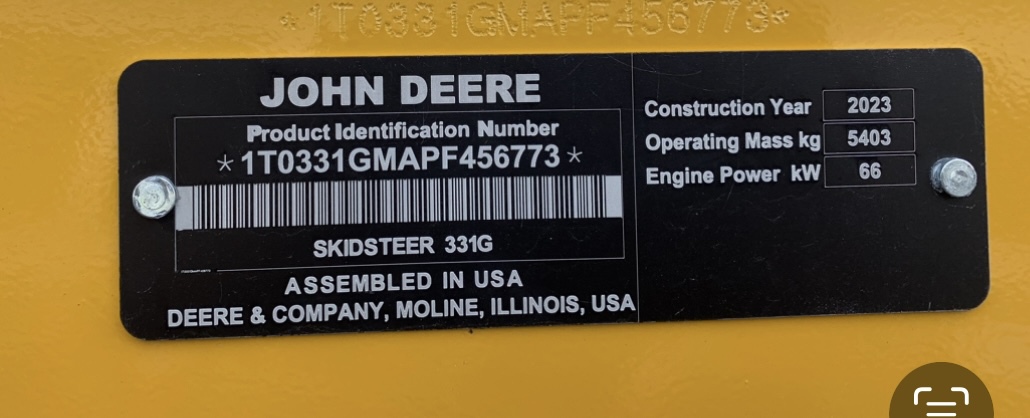 *1T0331GMAPF456773*
JOHN DEERE
Product Identification Number
*1T0331GMAPF456773*
SKIDSTEER 331G
ASSEMBLED IN USA
DEERE & COMPANY, MOLINE, ILLINOIS, USA
Construction Year 2023
Operating Mass kg 5403
Engine Power kW 66